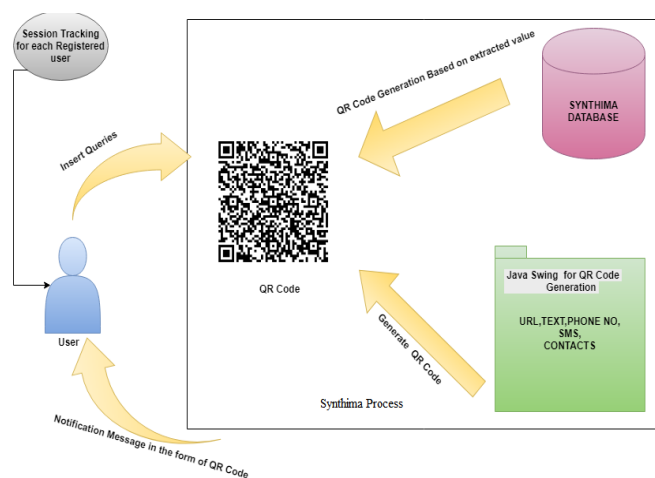 Session Tracking
for each Registered
user
Insert Queries
QR Code Generation Based on extracted value
SYNTHIMA
DATABASE
QR Code
Java Swing for QR Code
Generation
URL,TEXT,PHONE NO,
SMS,
CONTACTS
Generate QR Code
User
Synthima Process
Notification Message in the form of QR Code